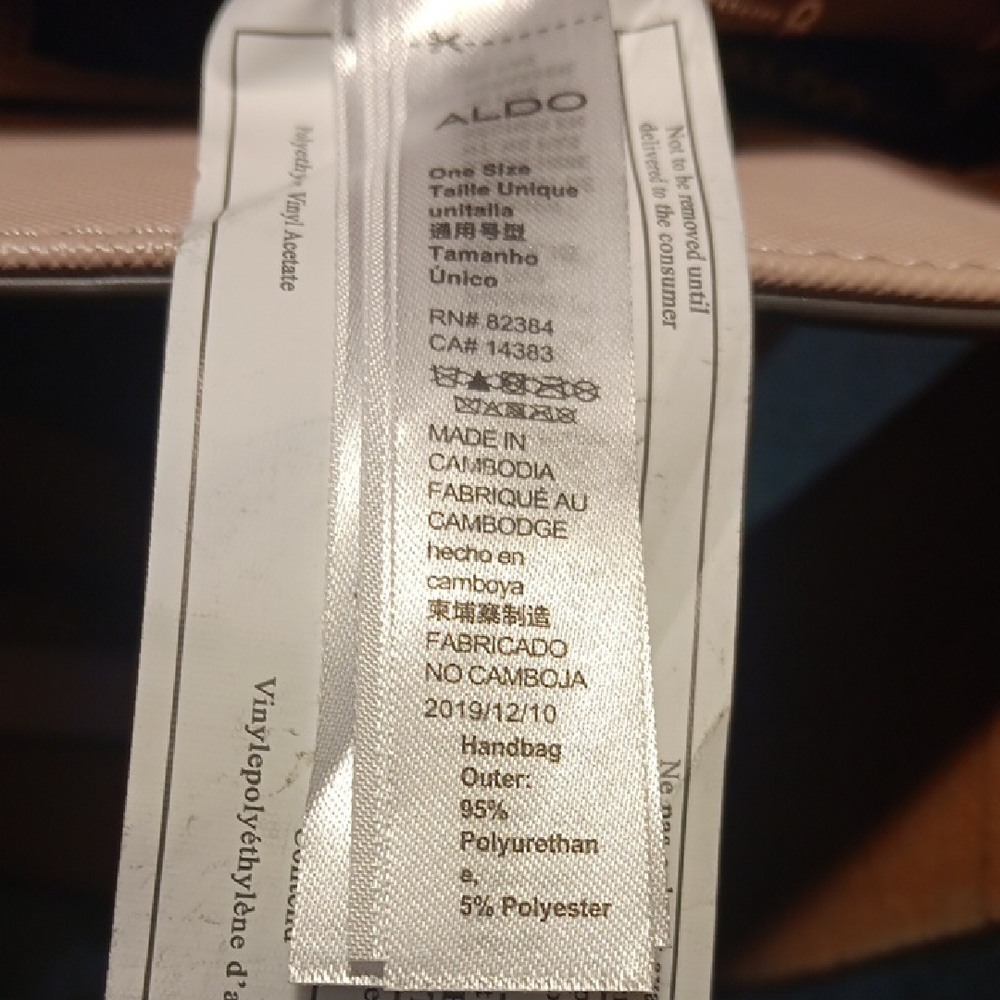 ALDO
One Size
Taille Unique
unitalla
通用号型
Tamanho
Único
RN# 82384
CA# 14383
MADE IN
CAMBODIA
FABRIQUÉ AU
CAMBODGE
hecho en
camboya
柬埔寨制造
FABRICADO
NO CAMBOJA
2019/12/10
Handbag
Outer:
95%
Polyurethan
e,
5% Polyester
Not to be removed until
delivered to the consumer
Vinyl Acetate
Vinylepolyéthylène d'a
Ne pas